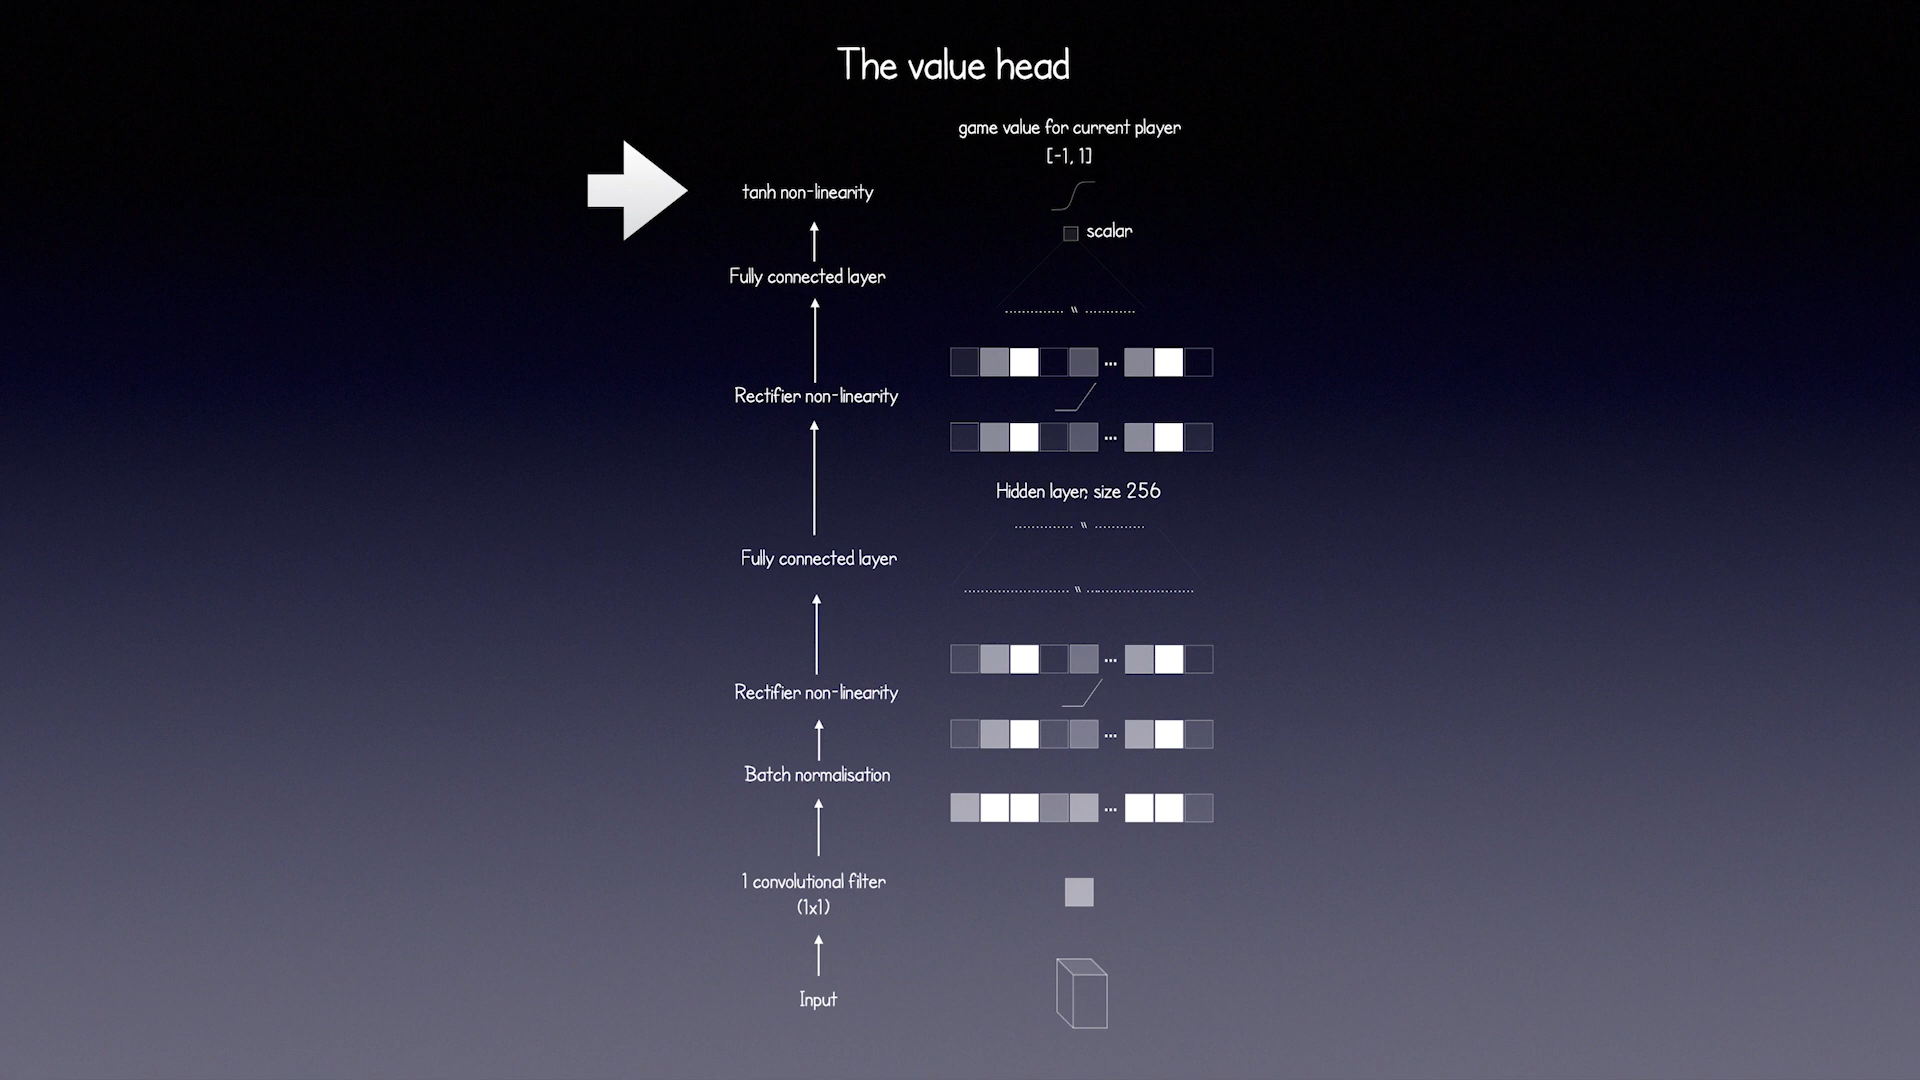 The value head
game value for current player
[-1, 1]
tanh non-linearity
scalar
Fully connected layer
Rectifier non-linearity
Hidden layer, size 256
Fully connected layer
Rectifier non-linearity
Batch normalisation
1 convolutional filter
(1x1)
Input